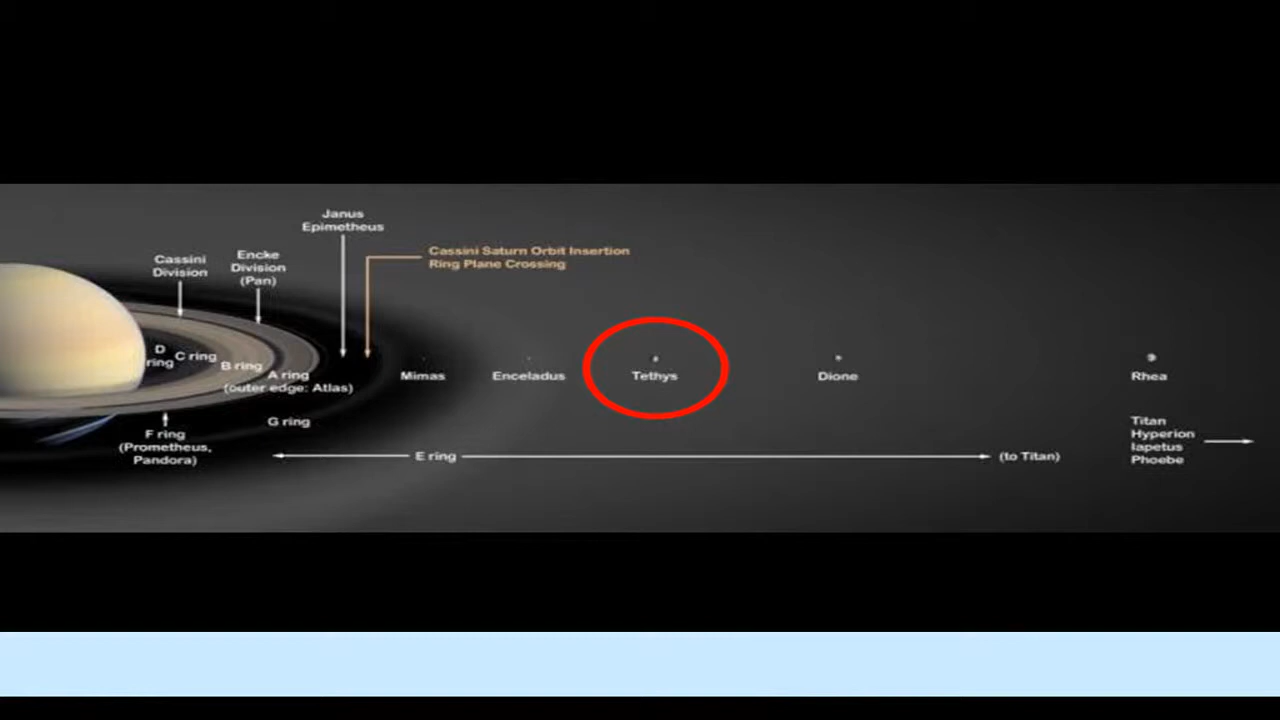 Janus
Epimetheus
Cassini Saturn Orbit Insertion
Ring Plane Crossing
Cassini
Division
Encke
Division
(Pan)
D
ring
C ring
B ring
A ring
(outer edge: Atlas)
Mimas
Enceladus
Tethys
Dione
Rhea
F ring
(Prometheus,
Pandora)
G ring
E ring
(to Titan)
Titan
Hyperion
Iapetus
Phoebe